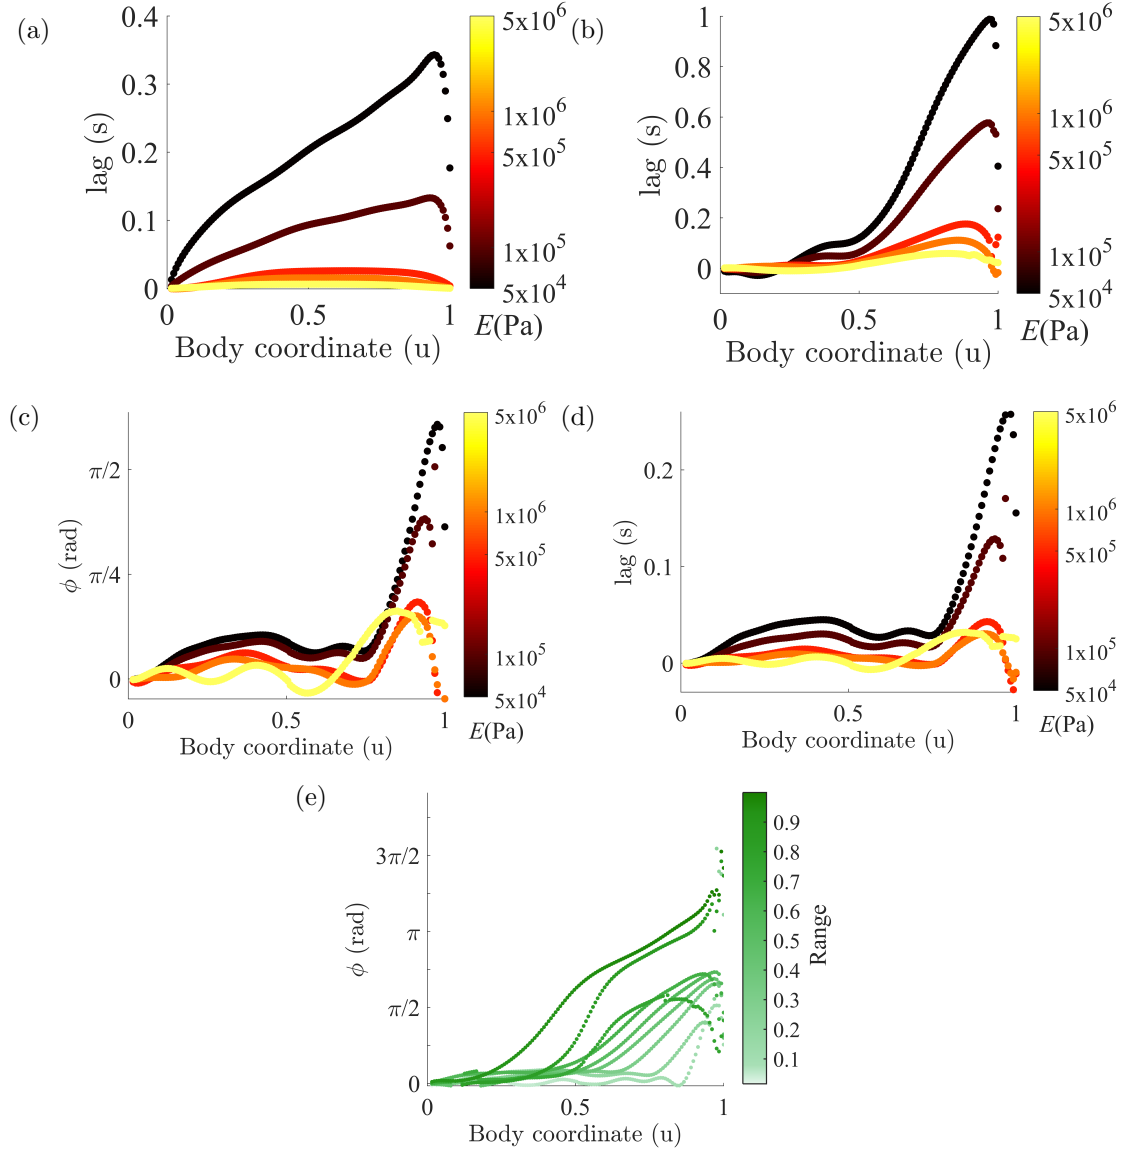 (a)
0.4
0.3
0.2
0.1
0
lag (s)
0
0.5
1
Body coordinate (u)
5x10^6
1x10^6
5x10^5
1x10^5
5x10^4
E(Pa)
(b)
1
0.8
0.6
0.4
0.2
0
lag (s)
0
0.5
1
Body coordinate (u)
5x10^6
1x10^6
5x10^5
1x10^5
5x10^4
E(Pa)
(c)
π/2
π/4
0
ϕ (rad)
0
0.5
1
Body coordinate (u)
5x10^6
1x10^6
5x10^5
1x10^5
5x10^4
E(Pa)
(d)
0.2
0.1
0
lag (s)
0
0.5
1
Body coordinate (u)
5x10^6
1x10^6
5x10^5
1x10^5
5x10^4
E(Pa)
(e)
3π/2
π
π/2
0
ϕ (rad)
0
0.5
1
Body coordinate (u)
0.9
0.8
0.7
0.6
0.5
0.4
0.3
0.2
0.1
Range